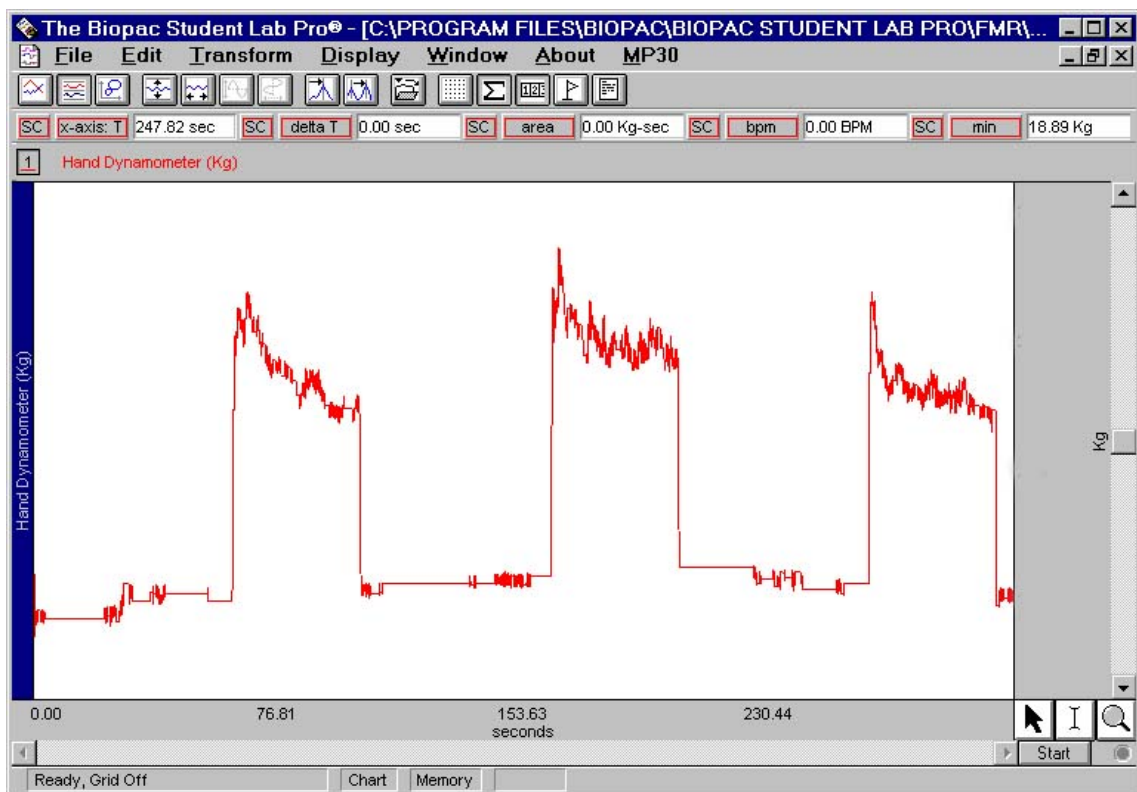 The Biopac Student Lab Pro® - [C:\PROGRAM FILES\BIOPAC\BIOPAC STUDENT LAB PRO\FMR\...
File Edit Transform Display Window About MP30
SC x-axis: T 247.82 sec SC delta T 0.00 sec SC area 0.00 Kg-sec SC bpm 0.00 BPM SC min 18.89 Kg
1 Hand Dynamometer (Kg)
Hand Dynamometer (Kg)
Kg
0.00 76.81 153.63 230.44
seconds
Start
Ready, Grid Off Chart Memory